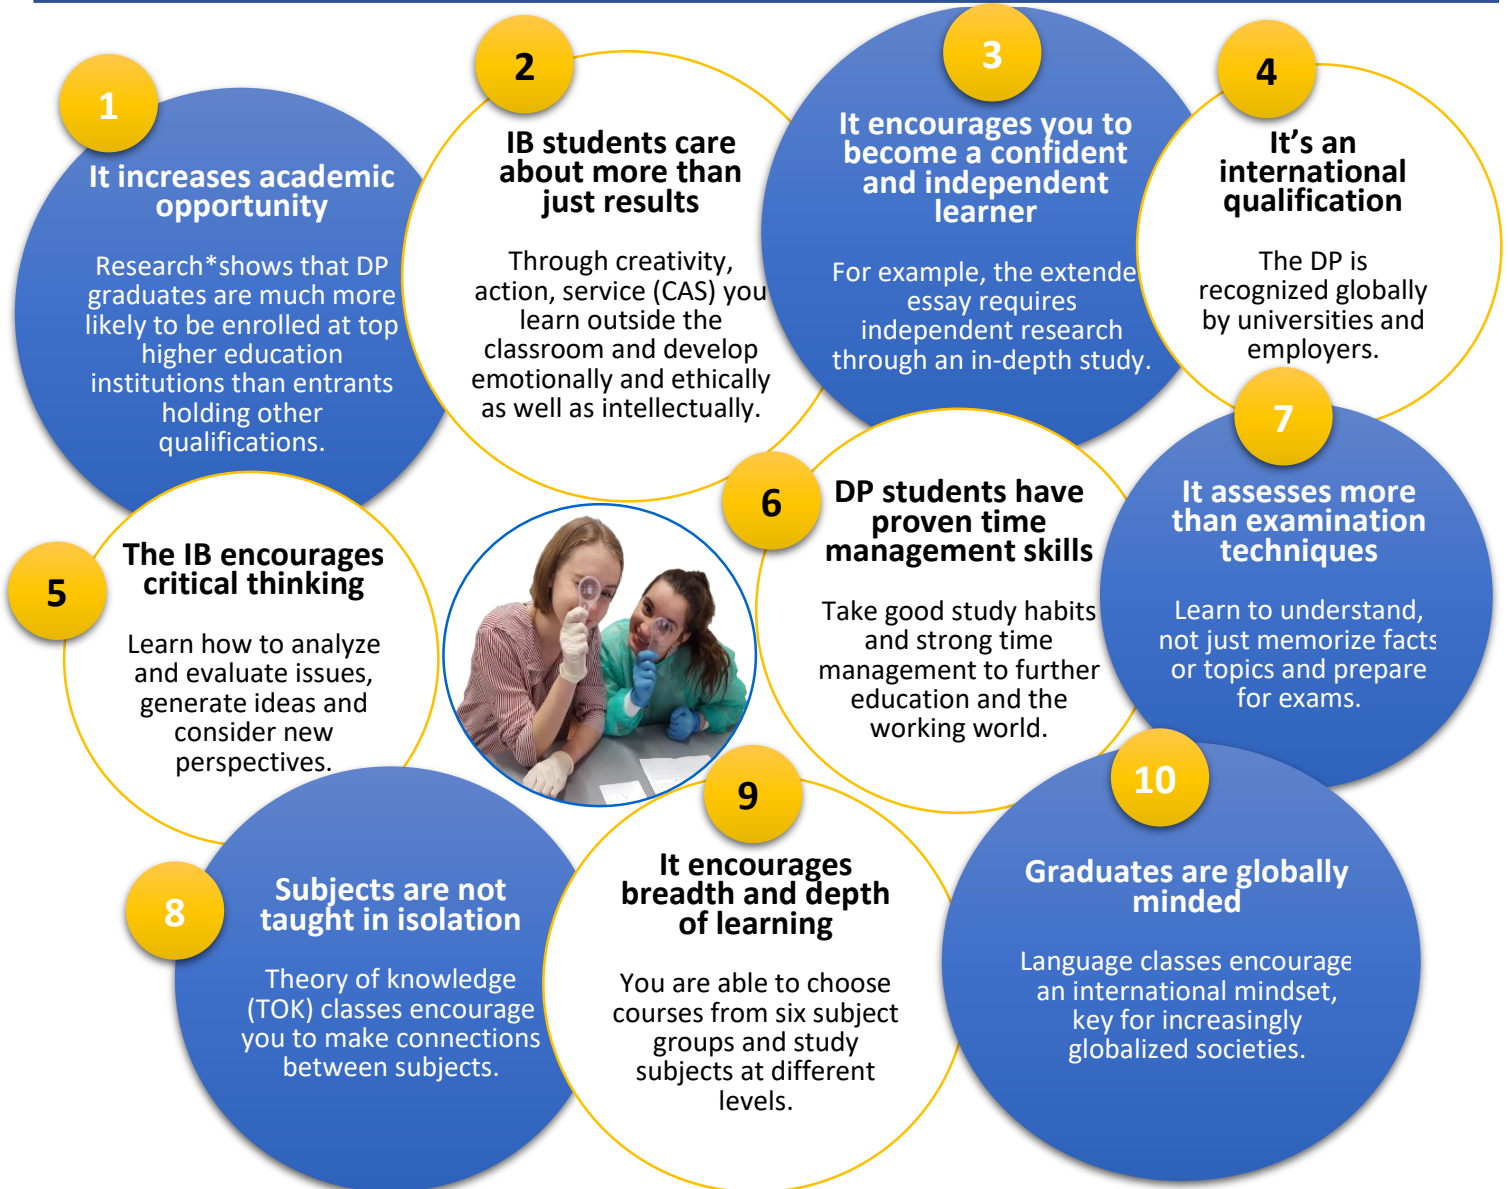 1
It increases academic
opportunity
Research*shows that DP
graduates are much more
likely to be enrolled at top
higher education
institutions than entrants
holding other
qualifications.
2
IB students care
about more than
just results
Through creativity,
action, service (CAS) you
learn outside the
classroom and develop
emotionally and ethically
as well as intellectually.
3
It encourages you to
become a confident
and independent
learner
For example, the extende
essay requires
independent research
through an in-depth study.
4
It's an
international
qualification
The DP is
recognized globally
by universities and
employers.
5
The IB encourages
critical thinking
Learn how to analyze
and evaluate issues,
generate ideas and
consider new
perspectives.
6
DP students have
proven time
management skills
Take good study habits
and strong time
management to further
education and the
working world.
7
It assesses more
than examination
techniques
Learn to understand,
not just memorize facts
or topics and prepare
for exams.
8
Subjects are not
taught in isolation
Theory of knowledge
(TOK) classes encourage
you to make connections
between subjects.
9
It encourages
breadth and depth
of learning
You are able to choose
courses from six subject
groups and study
subjects at different
levels.
10
Graduates are globally
minded
Language classes encourage
an international mindset,
key for increasingly
globalized societies.